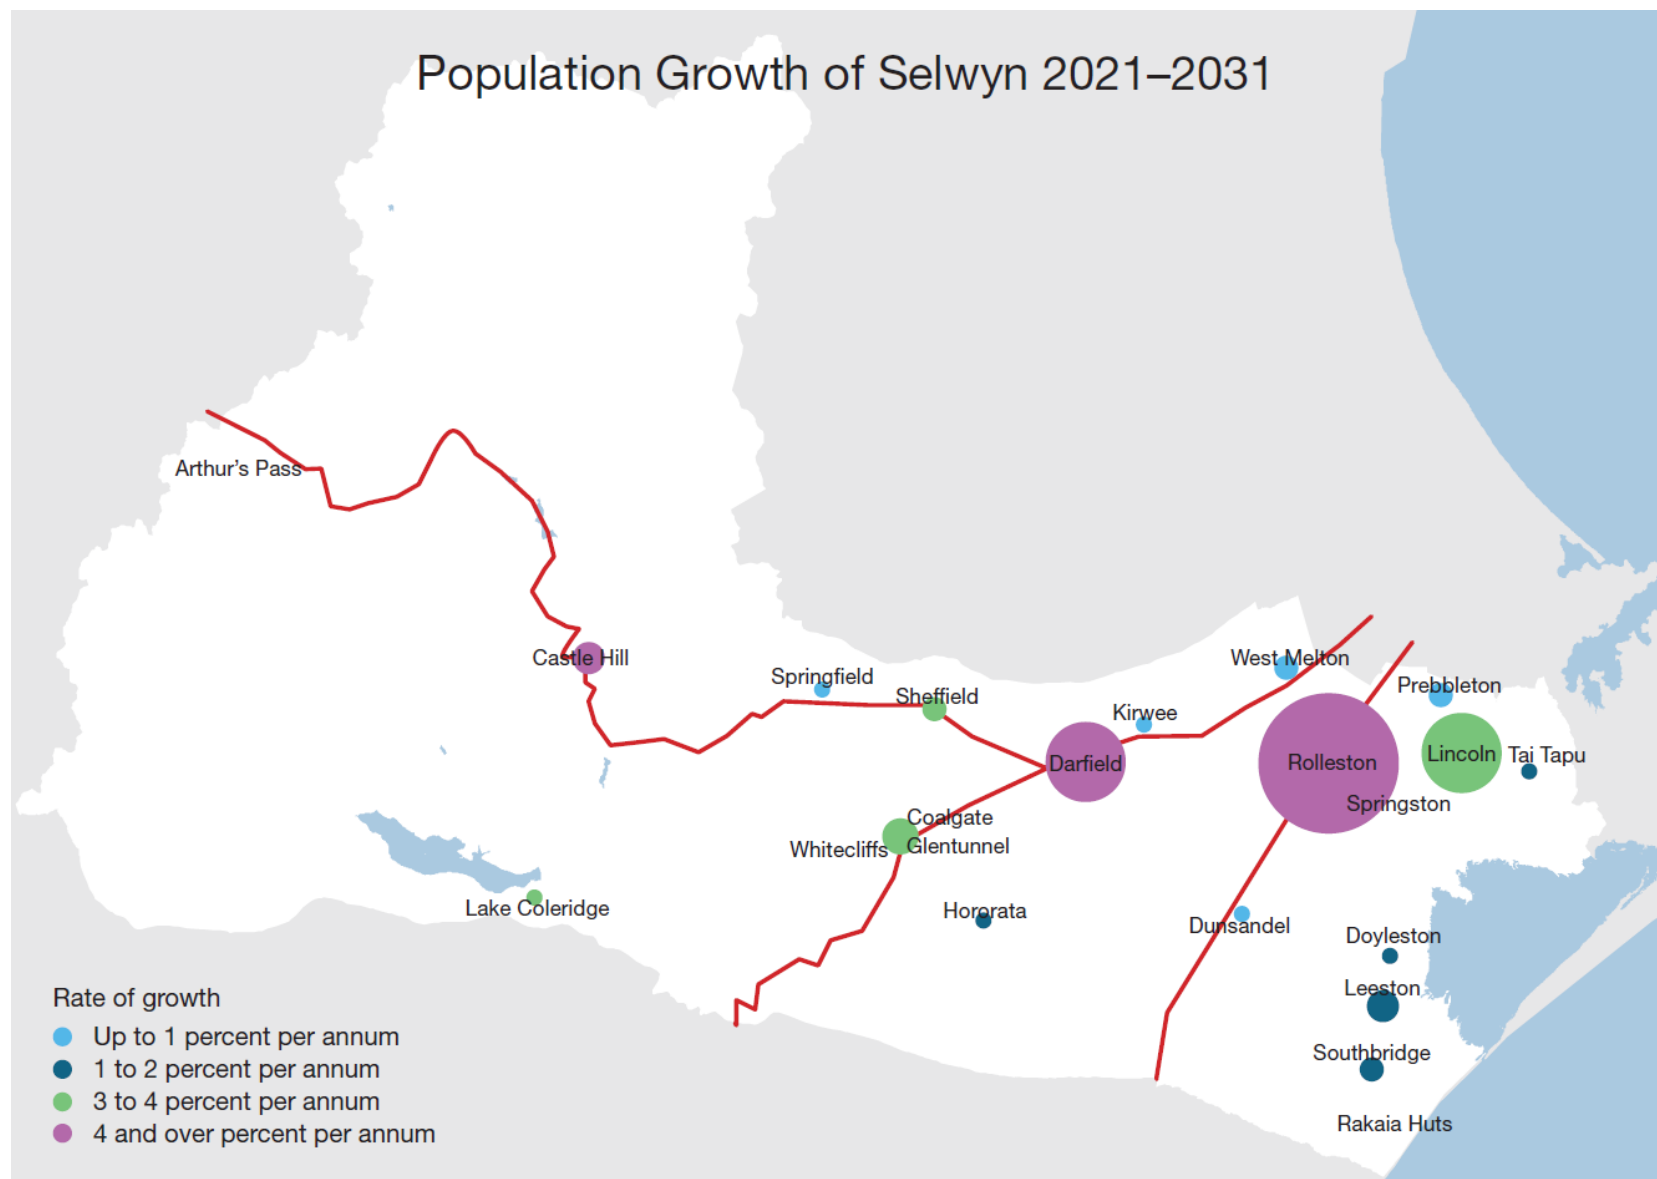 Population Growth of Selwyn 2021–2031
Arthur's Pass
Castle Hill
Springfield
Sheffield
West Melton
Prebbleton
Kirwee
Darfield
Rolleston
Lincoln
Tai Tapu
Springston
Coalgate
Whitecliffs
Glentunnel
Lake Coleridge
Hororata
Dunsandel
Doyleston
Leeston
Southbridge
Rakaia Huts
Rate of growth
Up to 1 percent per annum
1 to 2 percent per annum
3 to 4 percent per annum
4 and over percent per annum